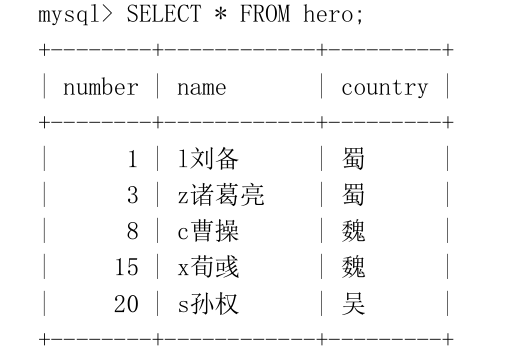 mysql> SELECT * FROM hero;
+--------+------------+---------+
| number | name | country |
+--------+------------+---------+
| 1 | l刘备 | 蜀 |
| 3 | z诸葛亮 | 蜀 |
| 8 | c曹操 | 魏 |
| 15 | x荀彧 | 魏 |
| 20 | s孙权 | 吴 |
+--------+------------+---------+